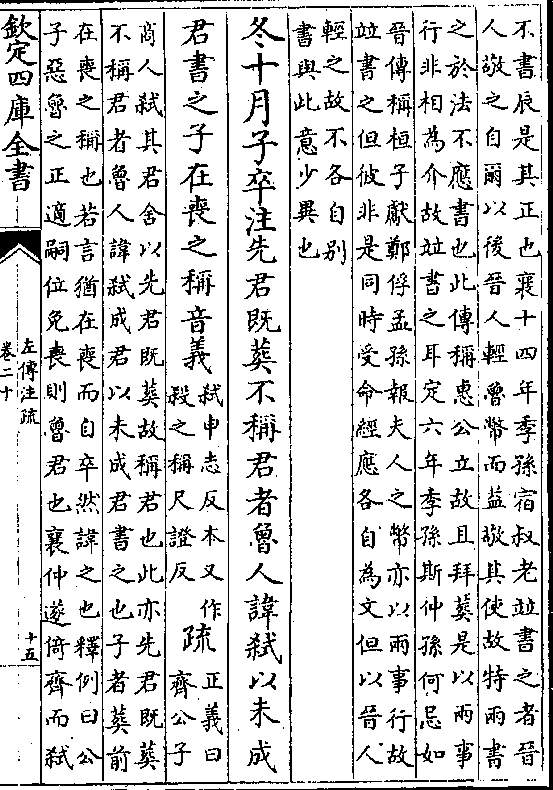 不書辰是其正也襄十四年季孫宿叔老竝書之者晉
人敬之自爾以後晉人輕魯幣而益敬其使故特兩書
之於法不應書也此傳稱惠公立故且拜葬是以兩事
行非相為介故竝書之耳定六年季孫斯仲孫何忌如
晉傳稱桓子獻鄭俘孟孫報夫人之幣亦以兩事行故
竝書之但彼非是同時受命經應各自為文但以晉人
輕之故不各自别
書與此意少異也
冬十月子卒注先君既葬不稱君者魯人諱弑以未成
君書之子在喪之稱音義
弑申志反本又作
殺之稱尺證反
疏
正義曰
齊公子
商人弑其君舍以先君既葬故稱君也此亦先君既葬
不稱君者魯人諱弑成君以未成君書之也子者葬前
在喪之稱也若言猶在喪而自卒然諱之也釋例曰公
子惡魯之正適嗣位免喪則魯君也襄仲遂倚齊而弑
欽定四庫全書
左傳注疏
卷二十
十五